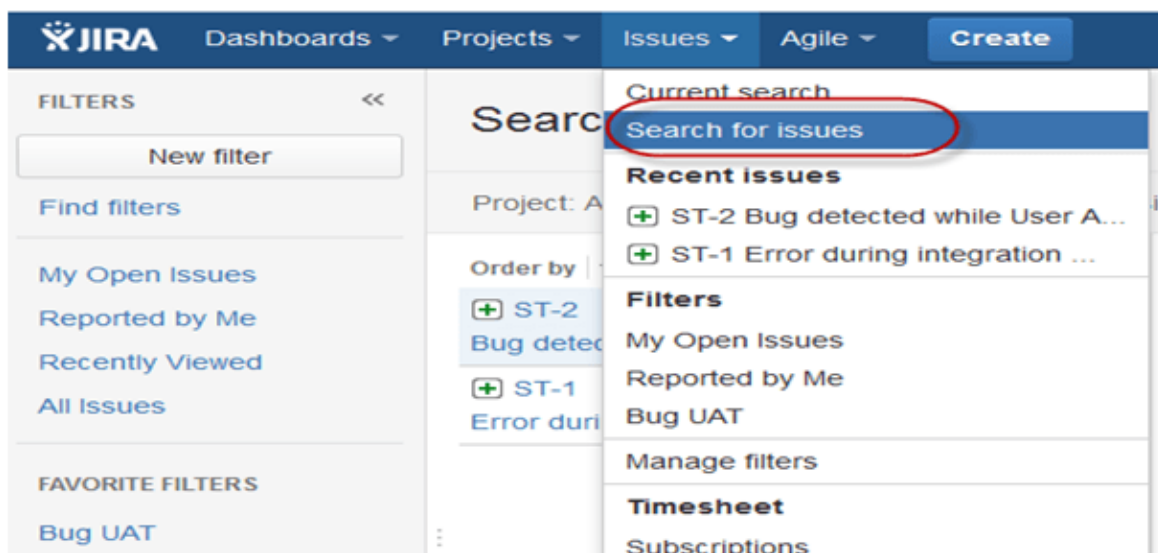 JIRA Dashboards Projects Issues Agile Create
FILTERS
New filter
Find filters
My Open Issues
Reported by Me
Recently Viewed
All Issues
FAVORITE FILTERS
Bug UAT
Searc
Project: A
Order by
ST-2
Bug detec
ST-1
Error duri
Current search
Search for issues
Recent issues
ST-2 Bug detected while User A...
ST-1 Error during integration ...
Filters
My Open Issues
Reported by Me
Bug UAT
Manage filters
Timesheet
Subscriptions